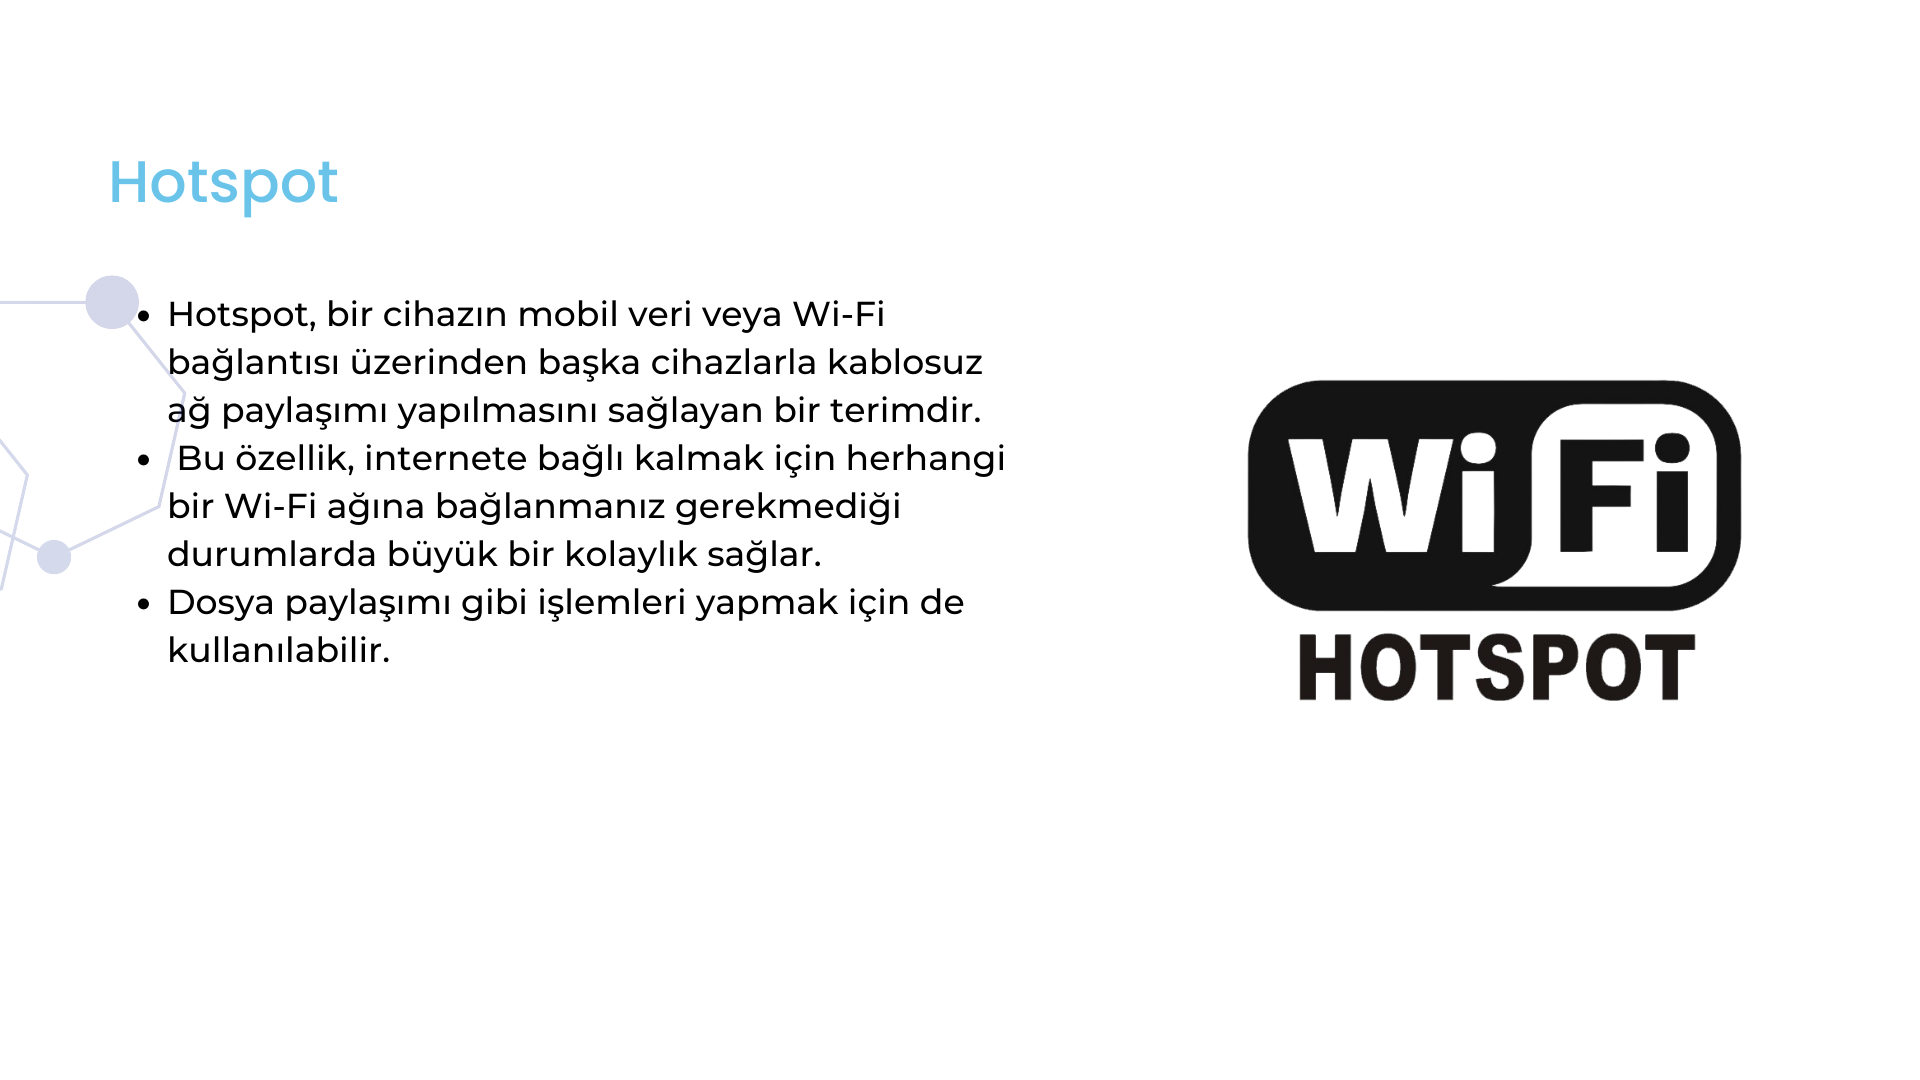 Hotspot
• Hotspot, bir cihazın mobil veri veya Wi-Fi
bağlantısı üzerinden başka cihazlarla kablosuz
ağ paylaşımı yapılmasını sağlayan bir terimdir.
• Bu özellik, internete bağlı kalmak için herhangi
bir Wi-Fi ağına bağlanmanız gerekmediği
durumlarda büyük bir kolaylık sağlar.
• Dosya paylaşımı gibi işlemleri yapmak için de
kullanılabilir.
Wi Fi
HOTSPOT